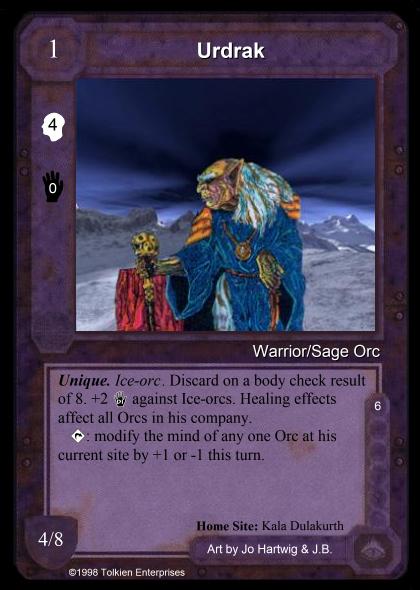 1
Urdrak
4
0
Warrior/Sage Orc
Unique. Ice-orc. Discard on a body check result
of 8. +2 against Ice-orcs. Healing effects
affect all Orcs in his company.
: modify the mind of any one Orc at his
current site by +1 or -1 this turn.
6
Home Site: Kala Dulakurth
4/8
Art by Jo Hartwig & J.B.
©1998 Tolkien Enterprises